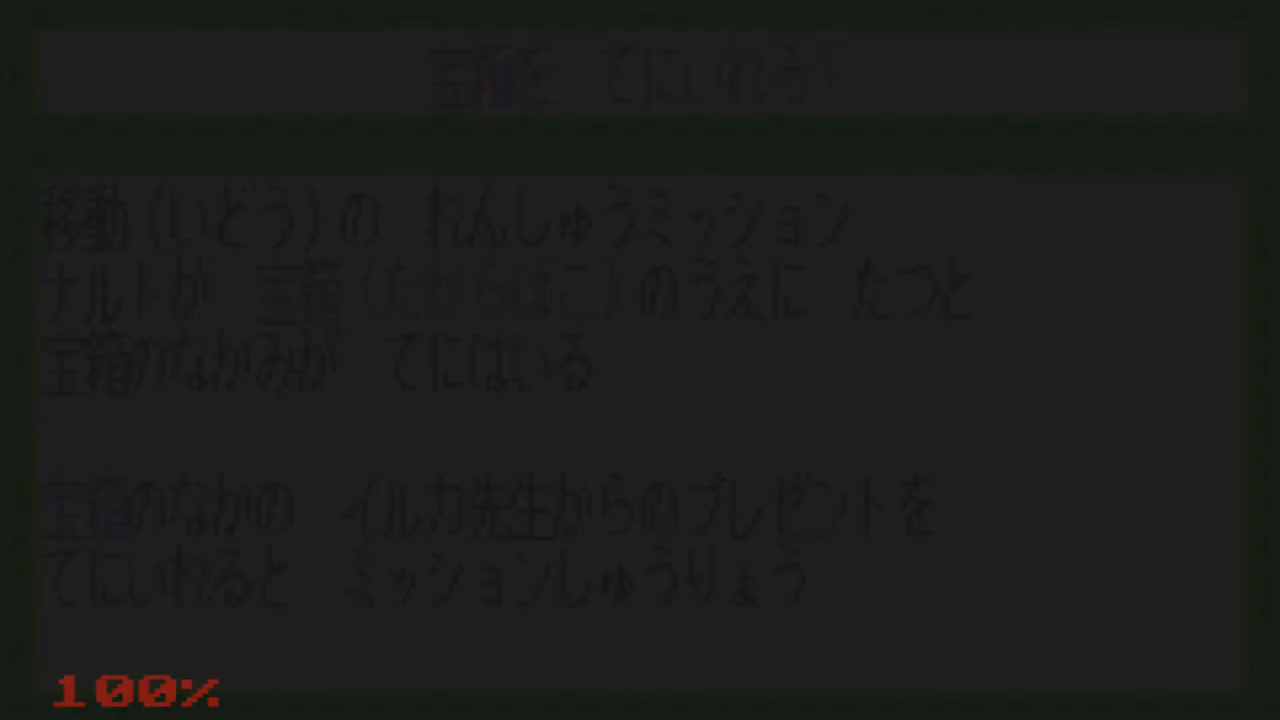 宝箱を　てにいれろ!
移動(いどう)の　れんしゅうミッション
ナルトが　宝箱(たからばこ)のうえに　たつと
宝箱のなかみが　てにはいる
宝箱のなかの　イルカ先生からのプレゼントを
てにいれると　ミッションしゅうりょう
100%